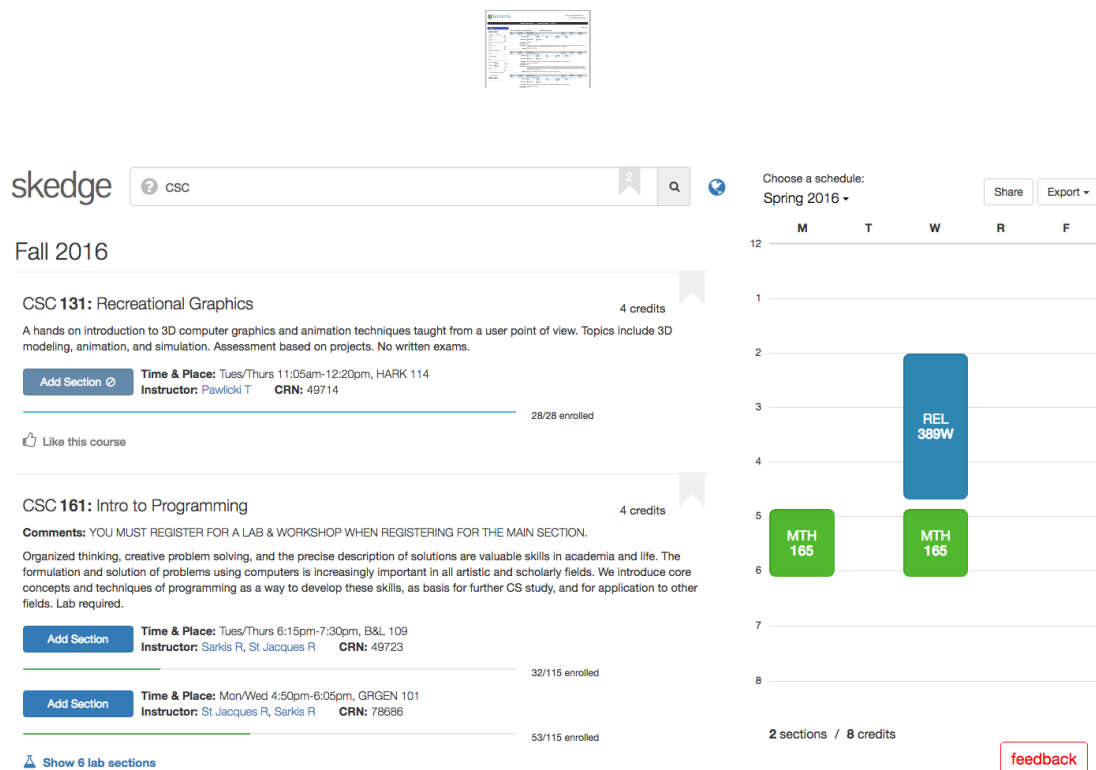 skedge
? csc
2
Choose a schedule:
Spring 2016
Share
Export
Fall 2016
CSC 131: Recreational Graphics
4 credits
A hands on introduction to 3D computer graphics and animation techniques taught from a user point of view. Topics include 3D
modeling, animation, and simulation. Assessment based on projects. No written exams.
Add Section
Time & Place: Tues/Thurs 11:05am-12:20pm, HARK 114
Instructor: Pawlicki T CRN: 49714
28/28 enrolled
Like this course
CSC 161: Intro to Programming
4 credits
Comments: YOU MUST REGISTER FOR A LAB & WORKSHOP WHEN REGISTERING FOR THE MAIN SECTION.
Organized thinking, creative problem solving, and the precise description of solutions are valuable skills in academia and life. The
formulation and solution of problems using computers is increasingly important in all artistic and scholarly fields. We introduce core
concepts and techniques of programming as a way to develop these skills, as basis for further CS study, and for application to other
fields. Lab required.
Add Section
Time & Place: Tues/Thurs 6:15pm-7:30pm, B&L 109
Instructor: Sarkis R, St Jacques R CRN: 49723
32/115 enrolled
Add Section
Time & Place: Mon/Wed 4:50pm-6:05pm, GRGEN 101
Instructor: St Jacques R, Sarkis R CRN: 78686
53/115 enrolled
Show 6 lab sections
M T W R F
12
1
2
3
REL
389W
4
5
MTH
165
MTH
165
6
7
8
2 sections / 8 credits
feedback